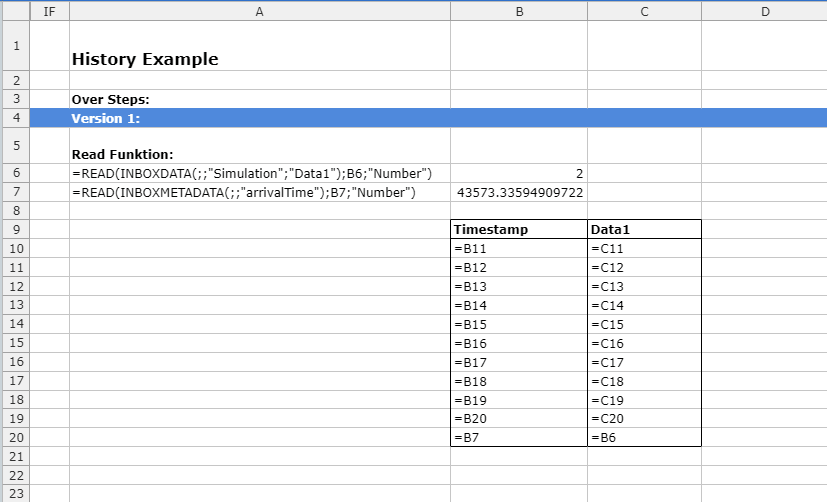 IF A B C D
1 History Example
2
3 Over Steps:
4 Version 1:
5 Read Funktion:
6 =READ(INBOXDATA(;;"Simulation";"Data1");B6;"Number") 2
7 =READ(INBOXMETADATA(;;"arrivalTime");B7;"Number") 43573.33594909722
8
9 Timestamp Data1
10 =B11 =C11
11 =B12 =C12
12 =B13 =C13
13 =B14 =C14
14 =B15 =C15
15 =B16 =C16
16 =B17 =C17
17 =B18 =C18
18 =B19 =C19
19 =B20 =C20
20 =B7 =B6
21
22
23